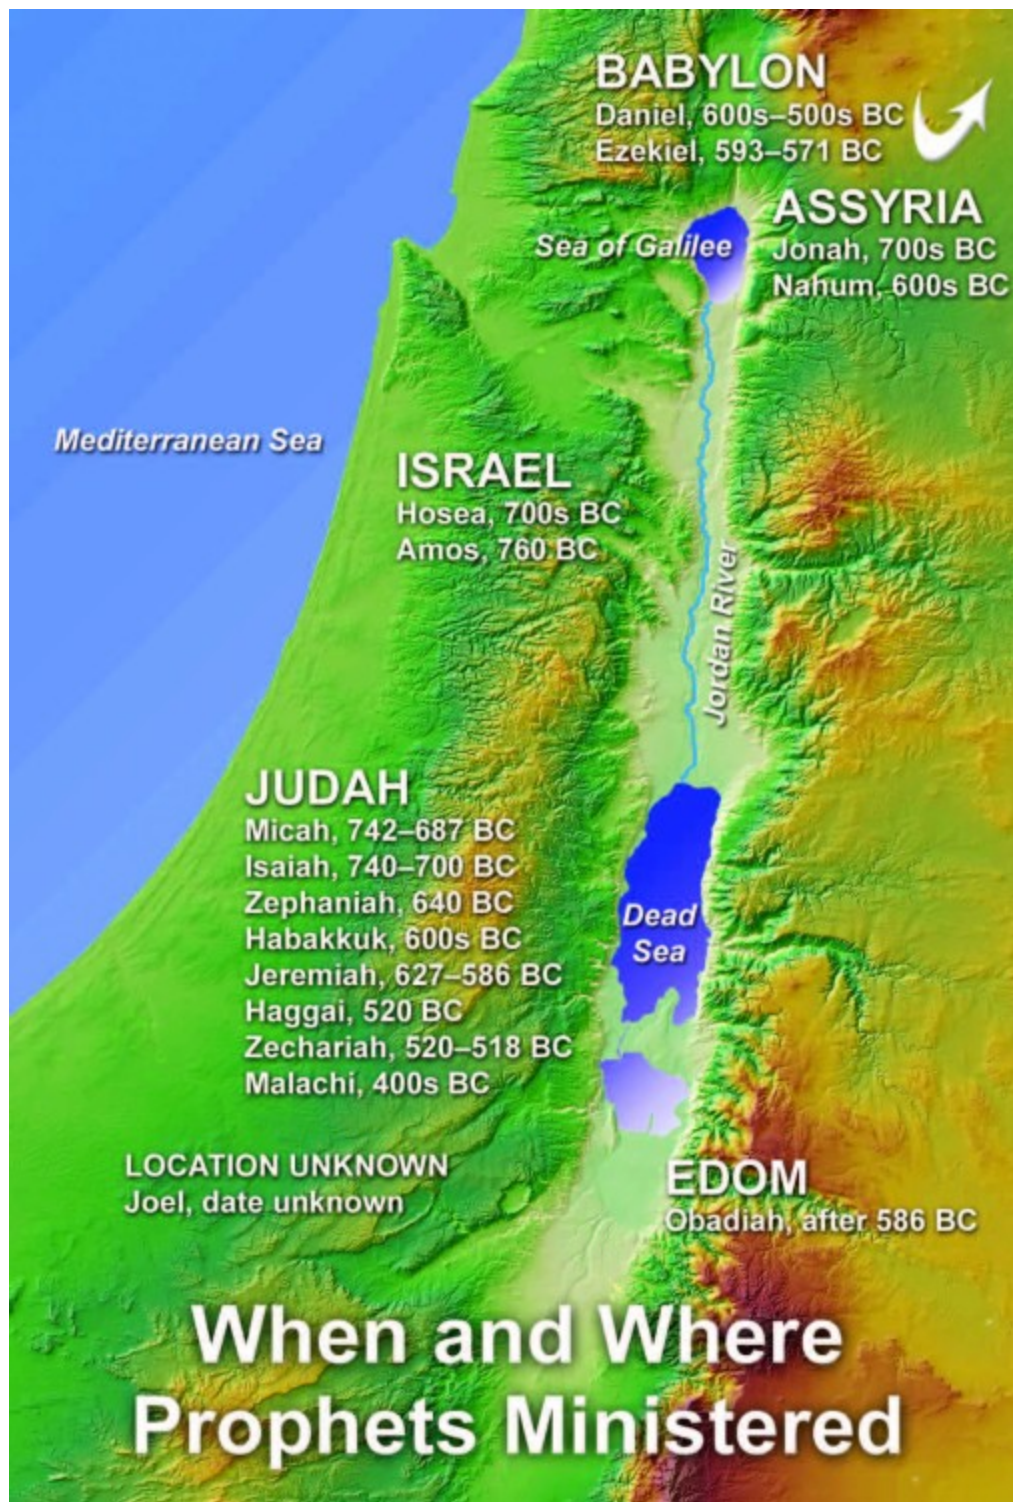 BABYLON
Daniel, 600s–500s BC
Ezekiel, 593–571 BC
ASSYRIA
Jonah, 700s BC
Nahum, 600s BC
Sea of Galilee
Mediterranean Sea
ISRAEL
Hosea, 700s BC
Amos, 760 BC
Jordan River
JUDAH
Micah, 742–687 BC
Isaiah, 740–700 BC
Zephaniah, 640 BC
Habakkuk, 600s BC
Jeremiah, 627–586 BC
Haggai, 520 BC
Zechariah, 520–518 BC
Malachi, 400s BC
Dead
Sea
LOCATION UNKNOWN
Joel, date unknown
EDOM
Obadiah, after 586 BC
When and Where
Prophets Ministered